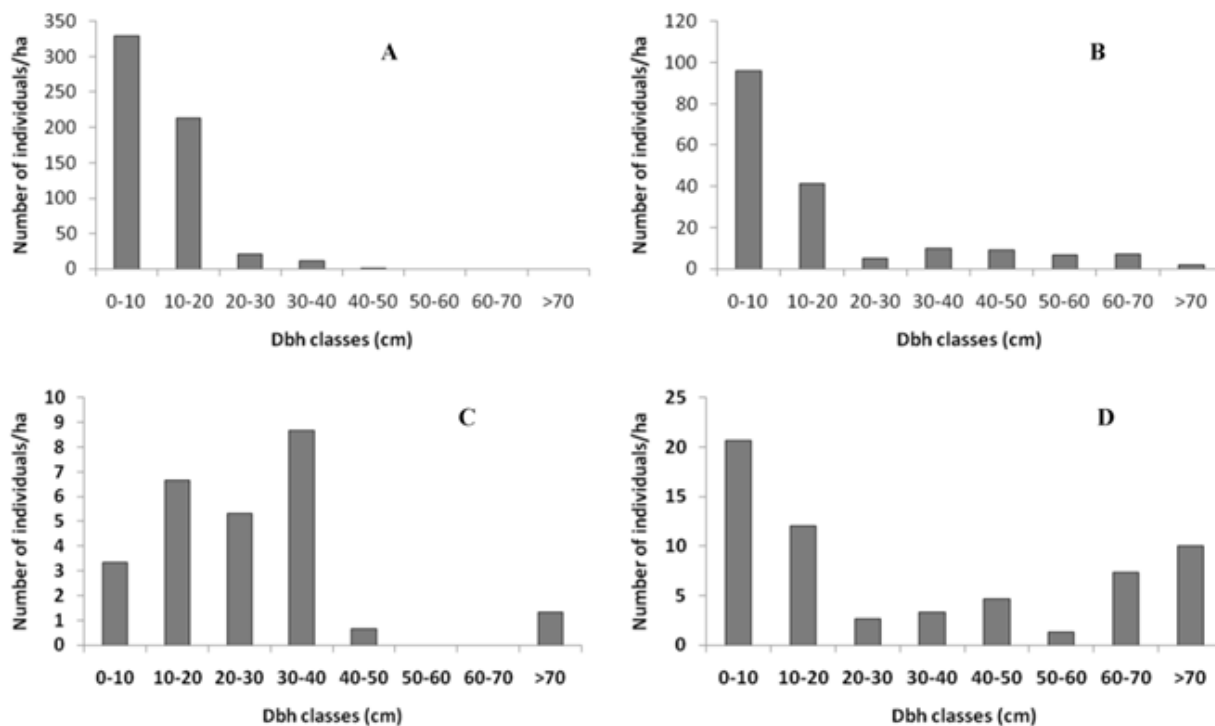 A
Number of individuals/ha
350
300
250
200
150
100
50
0
0-10 10-20 20-30 30-40 40-50 50-60 60-70 >70
Dbh classes (cm)
B
Number of individuals/ha
120
100
80
60
40
20
0
0-10 10-20 20-30 30-40 40-50 50-60 60-70 >70
Dbh classes (cm)
C
Number of individuals/ha
10
9
8
7
6
5
4
3
2
1
0
0-10 10-20 20-30 30-40 40-50 50-60 60-70 >70
Dbh classes (cm)
D
Number of individuals/ha
25
20
15
10
5
0
0-10 10-20 20-30 30-40 40-50 50-60 60-70 >70
Dbh classes (cm)